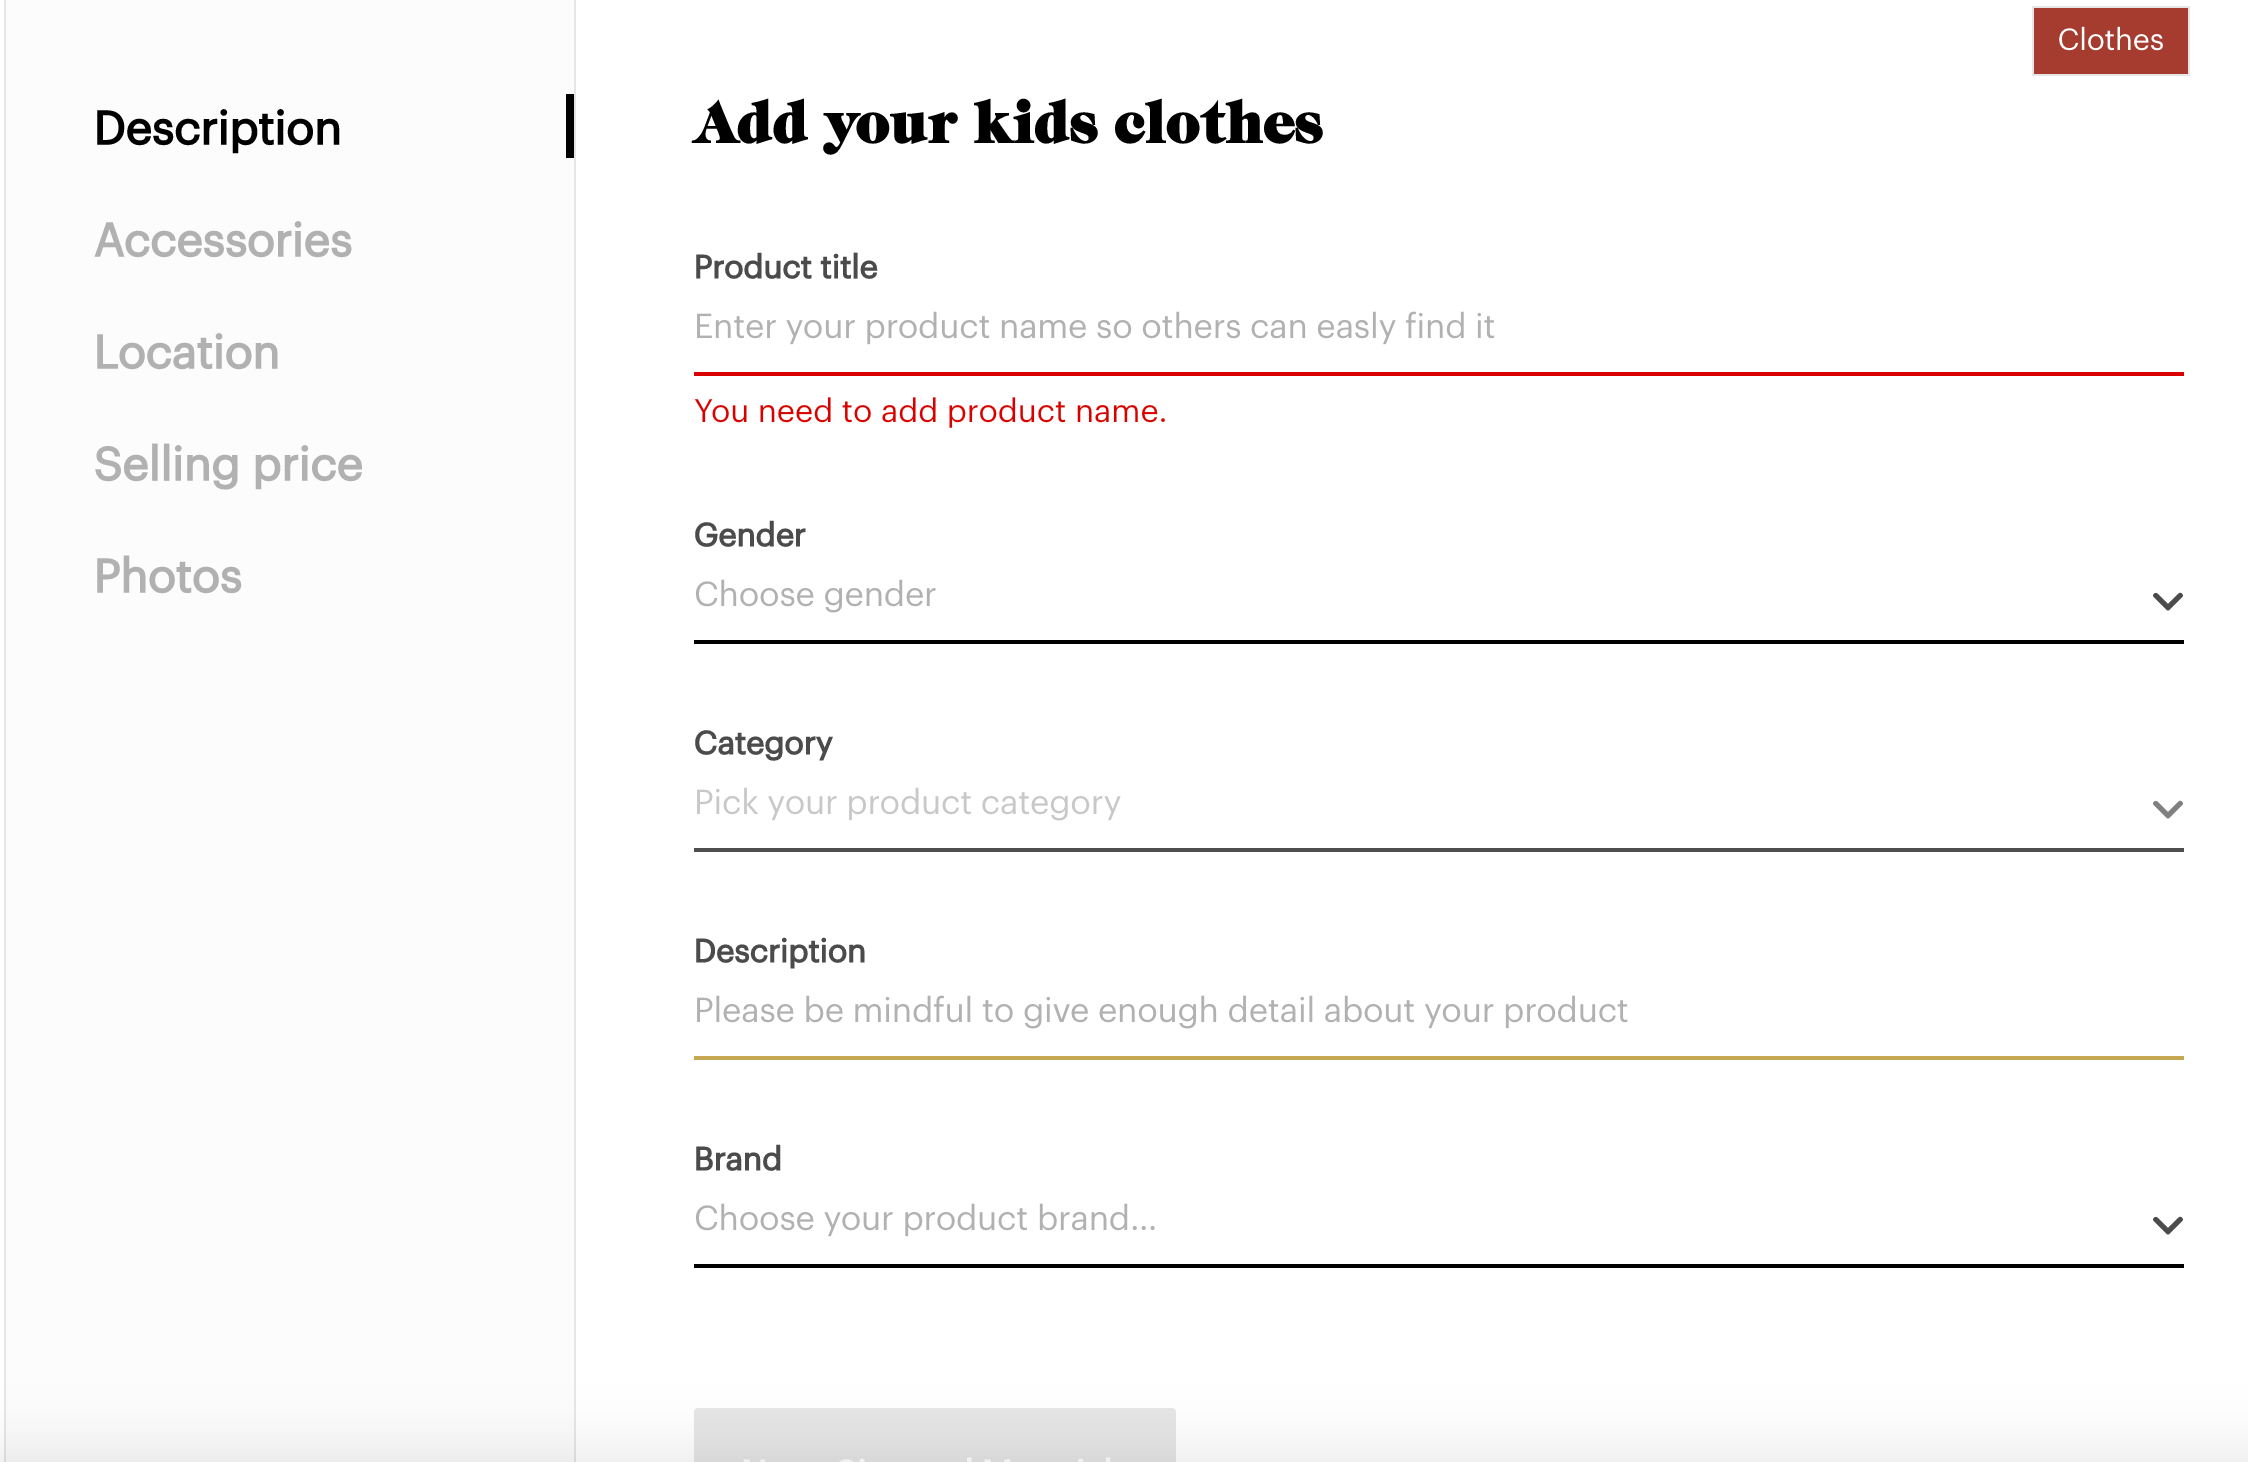 Clothes
Description
Accessories
Location
Selling price
Photos
Add your kids clothes
Product title
Enter your product name so others can easly find it
You need to add product name.
Gender
Choose gender
Category
Pick your product category
Description
Please be mindful to give enough detail about your product
Brand
Choose your product brand...